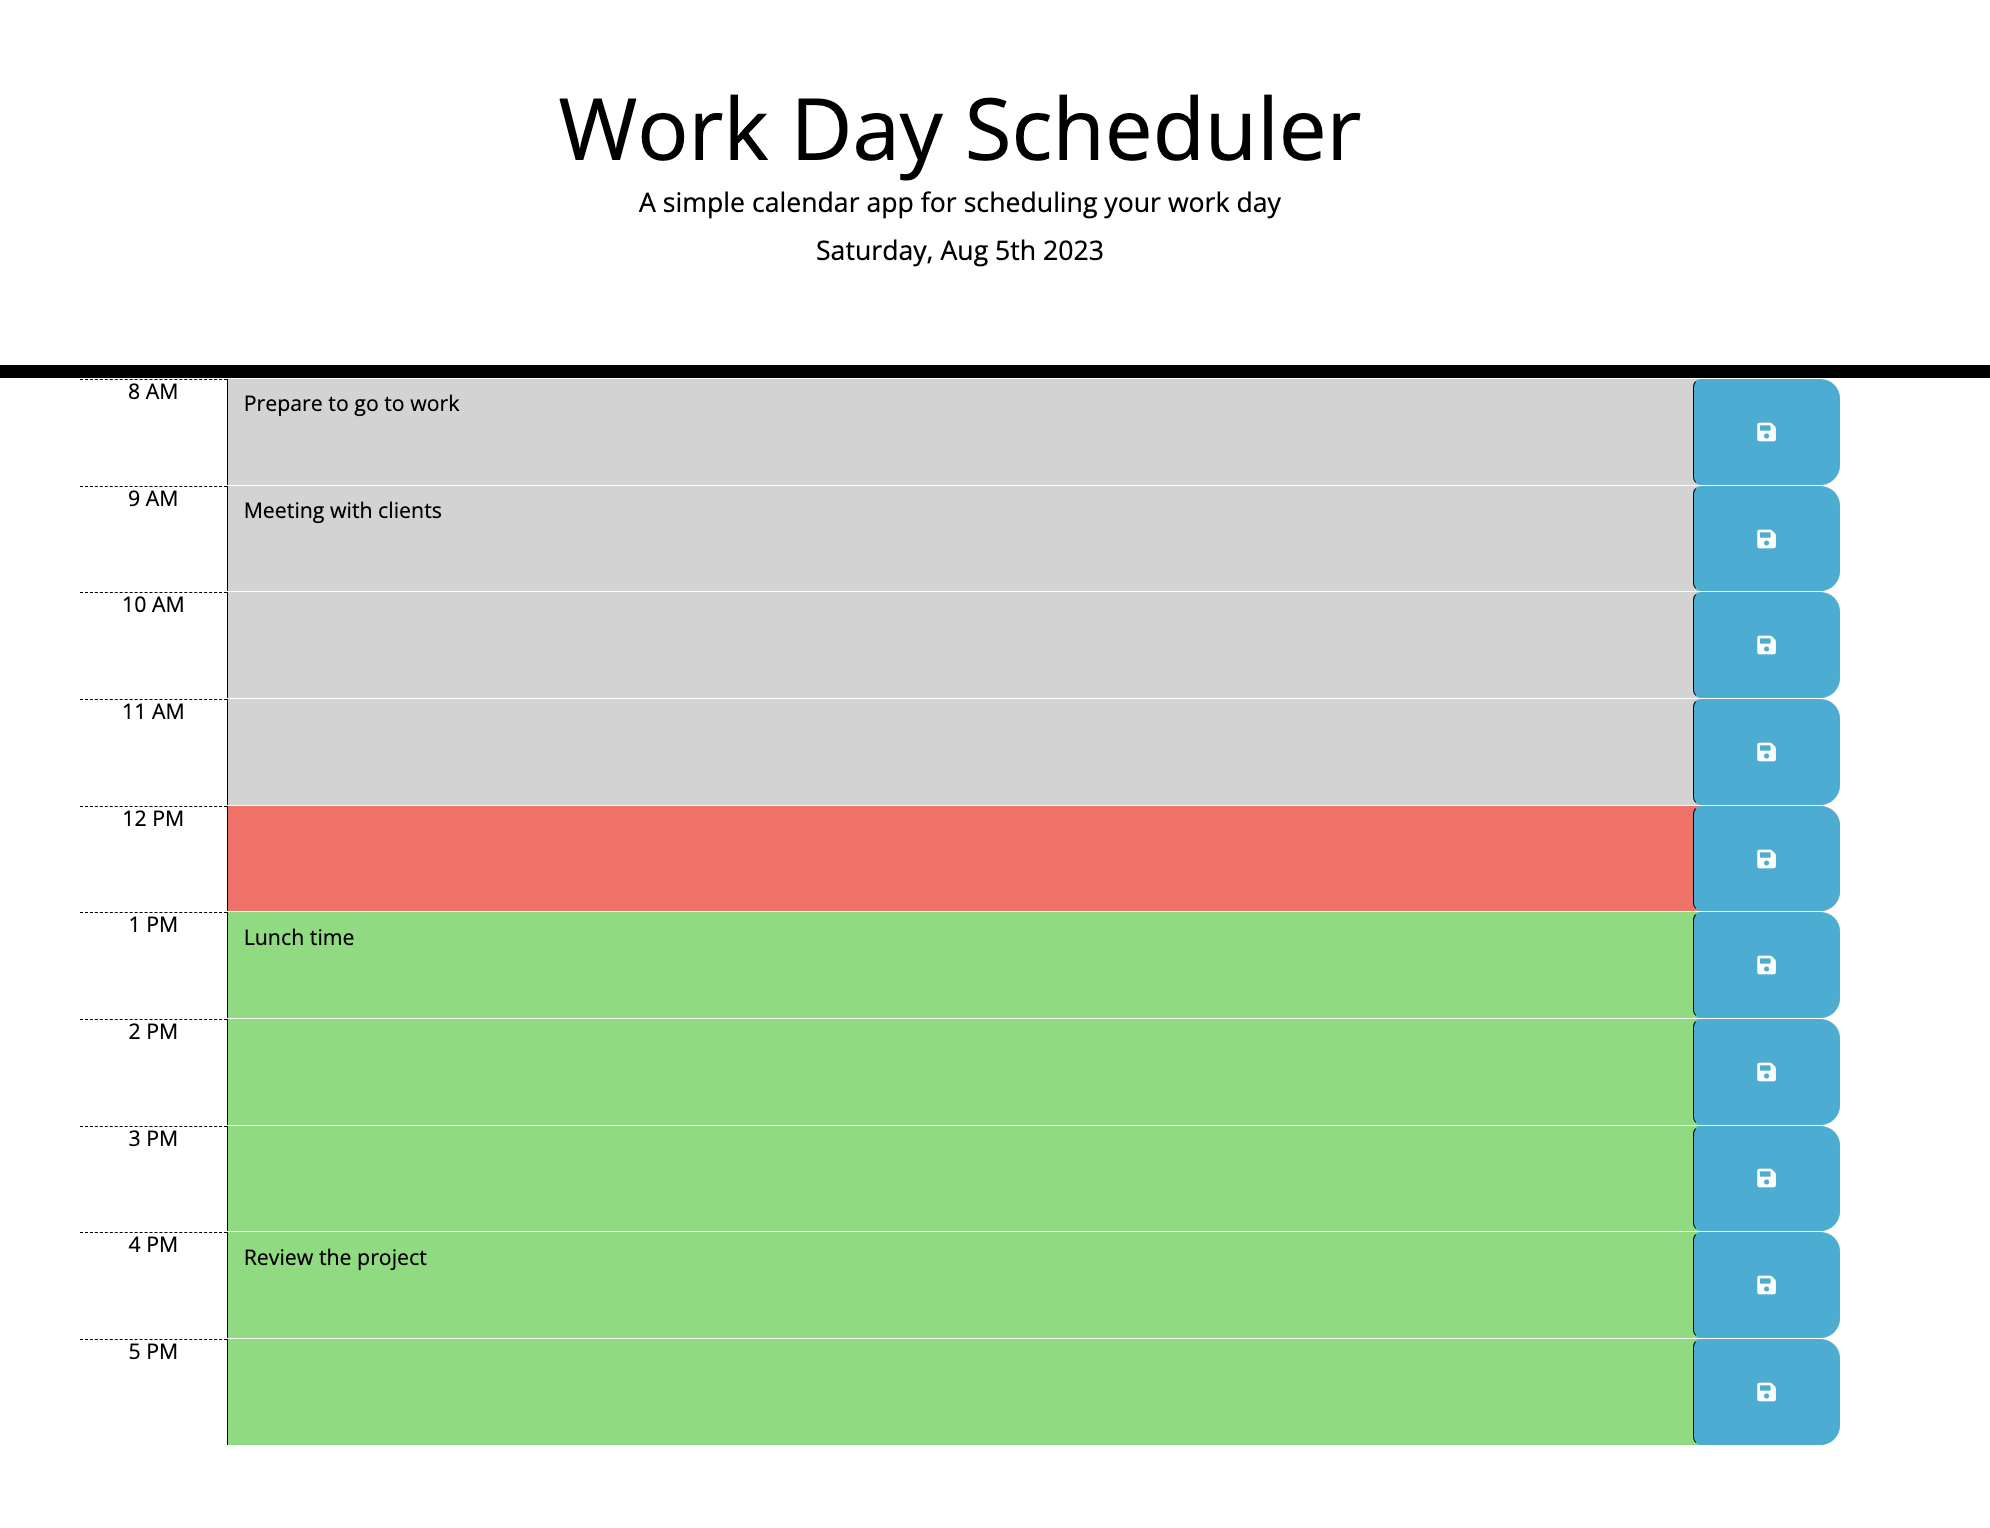 Work Day Scheduler
A simple calendar app for scheduling your work day
Saturday, Aug 5th 2023
8 AM
Prepare to go to work
9 AM
Meeting with clients
10 AM
11 AM
12 PM
1 PM
Lunch time
2 PM
3 PM
4 PM
Review the project
5 PM